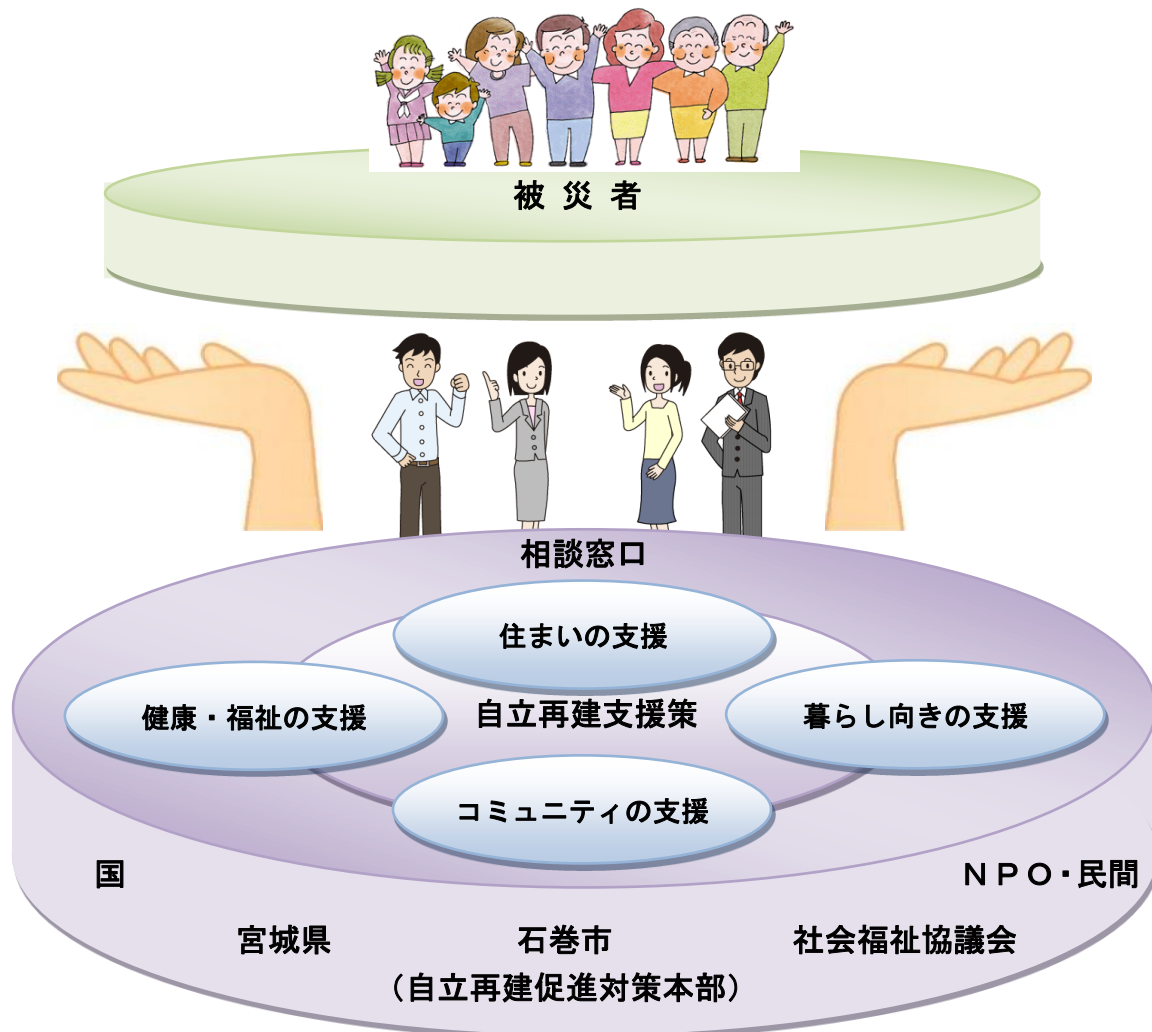 被災者
相談窓口
住まいの支援
健康・福祉の支援
自立再建支援策
暮らし向きの支援
コミュニティの支援
国
ＮＰＯ・民間
宮城県
石巻市
社会福祉協議会
（自立再建促進対策本部）